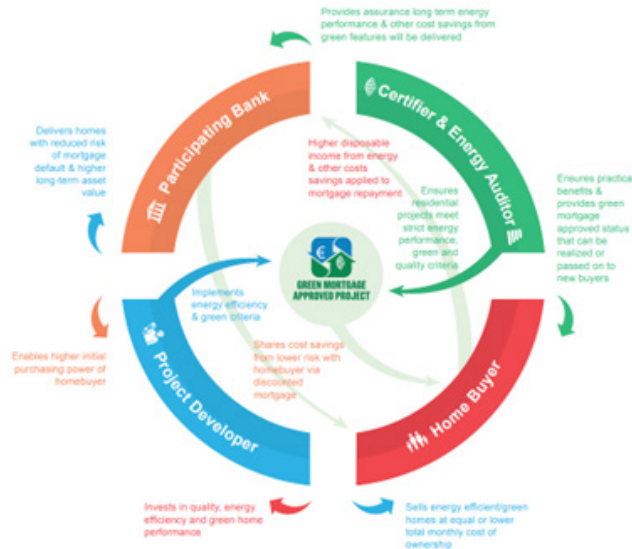 Provides assurance long term energy
performance & other cost savings from
green features will be delivered
Participating Bank
Certifier & Energy Auditor
Delivers homes
with reduced risk
of mortgage
default & higher
long-term asset
value
Higher disposable
income from energy
& other costs
savings applied to
mortgage repayment
Ensures
residential
projects meet
strict energy
performance,
green and
quality criteria
Ensures practical
benefits &
provides green
mortgage
approved status
that can be
realized or
passed on to
new buyers
€
GREEN MORTGAGE
APPROVED PROJECT
Implements
energy efficiency
& green criteria
Enables higher initial
purchasing power of
homebuyer
Shares cost savings
from lower risk with
homebuyer via
discounted
mortgage
Project Developer
Home Buyer
Invests in quality, energy
efficiency and green home
performance
Sells energy efficient/green
homes at equal or lower
total monthly cost of
ownership